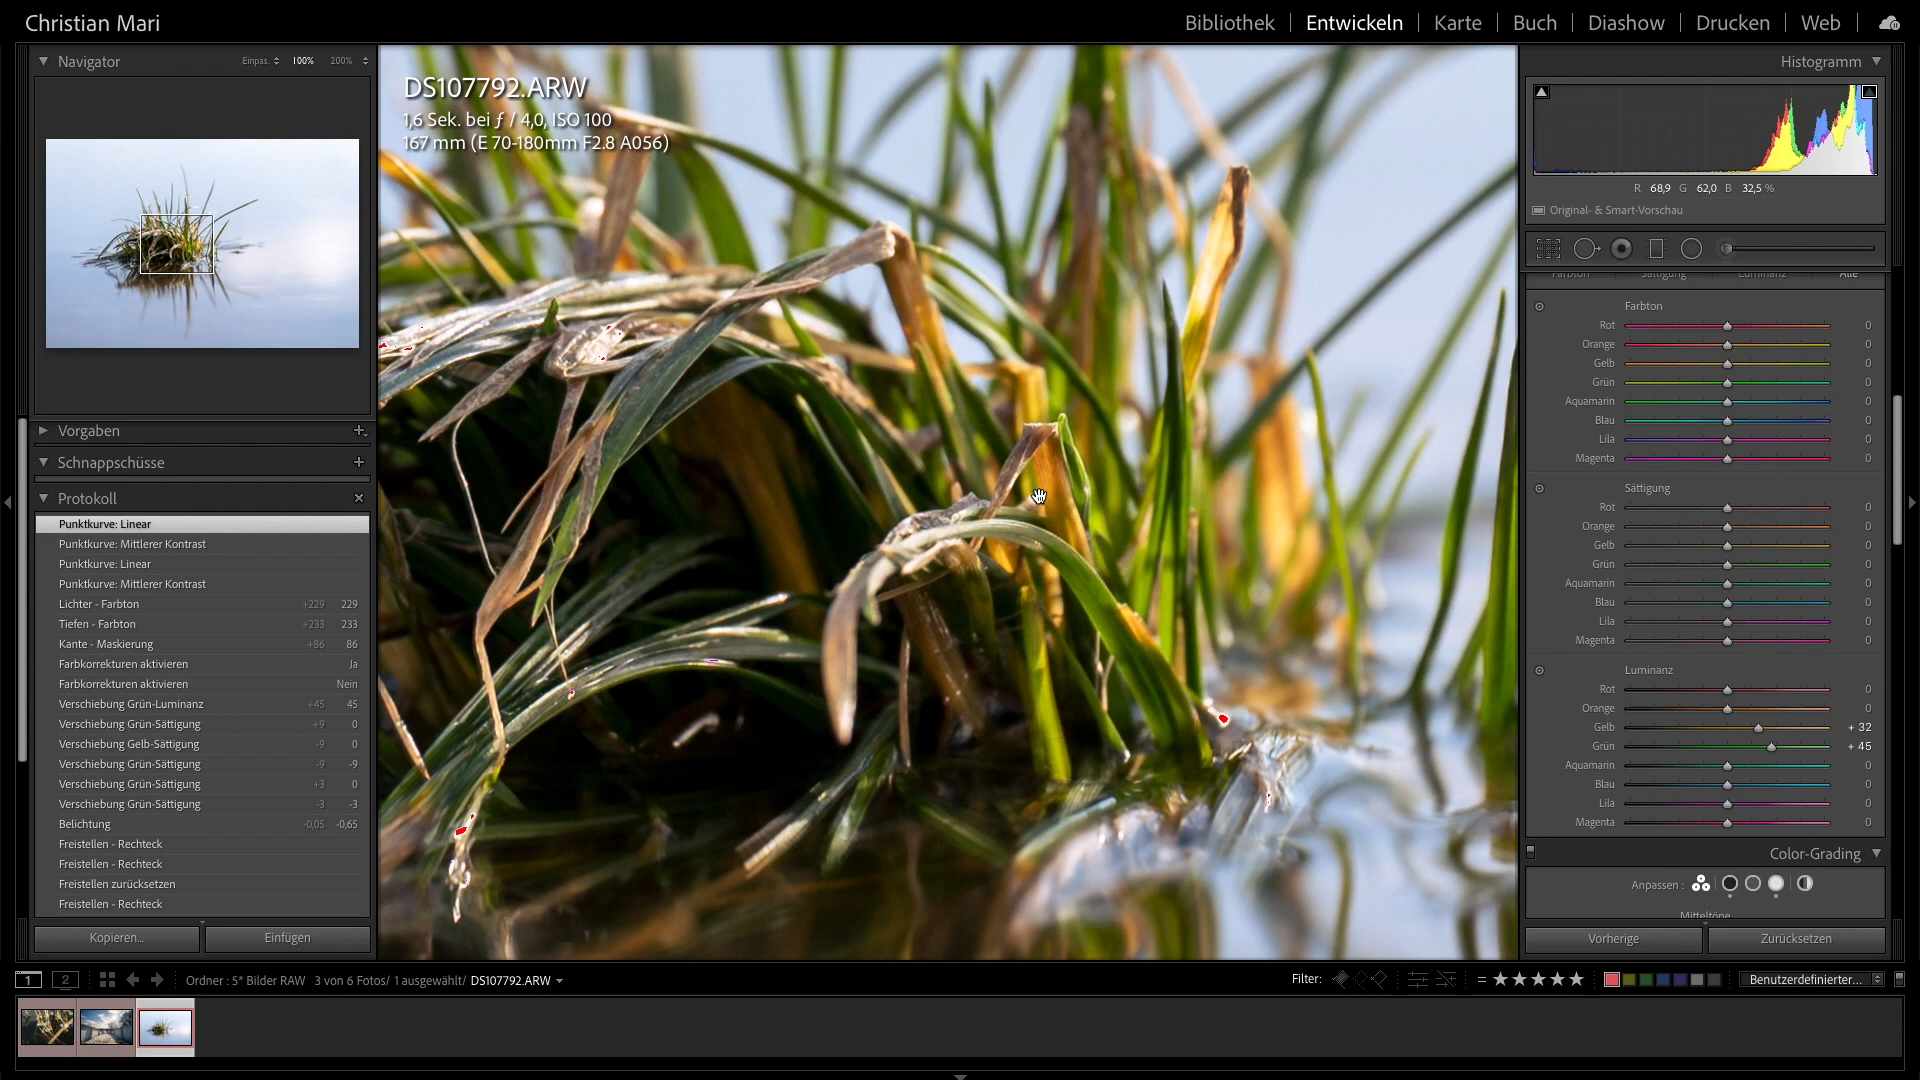 Christian Mari
Bibliothek | Entwickeln | Karte | Buch | Diashow | Drucken | Web
Navigator
Einpas. 100% 200%
Vorgaben
Schnappschüsse
Protokoll
Punktkurve: Linear
Punktkurve: Mittlerer Kontrast
Punktkurve: Linear
Punktkurve: Mittlerer Kontrast
Lichter - Farbton +229 229
Tiefen - Farbton +233 233
Kante - Maskierung +86 86
Farbkorrekturen aktivieren Ja
Farbkorrekturen aktivieren Nein
Verschiebung Grün-Luminanz +45 45
Verschiebung Grün-Sättigung +9 0
Verschiebung Gelb-Sättigung -9 0
Verschiebung Grün-Sättigung -9 -9
Verschiebung Grün-Sättigung +3 0
Verschiebung Grün-Sättigung -3 -3
Belichtung -0,05 -0,65
Freistellen - Rechteck
Freistellen - Rechteck
Freistellen zurücksetzen
Freistellen - Rechteck
Kopieren... Einfügen
DS107792.ARW
1,6 Sek. bei ƒ / 4,0, ISO 100
167 mm (E 70-180mm F2.8 A056)
Histogramm
R 68,9 G 62,0 B 32,5 %
Original- & Smart-Vorschau
Farbton Sättigung Luminanz Alle
Farbton
Rot 0
Orange 0
Gelb 0
Grün 0
Aquamarin 0
Blau 0
Lila 0
Magenta 0
Sättigung
Rot 0
Orange 0
Gelb 0
Grün 0
Aquamarin 0
Blau 0
Lila 0
Magenta 0
Luminanz
Rot 0
Orange 0
Gelb + 32
Grün + 45
Aquamarin 0
Blau 0
Lila 0
Magenta 0
Color-Grading
Anpassen :
Mitteltöne
Vorherige Zurücksetzen
1 2 Ordner : 5* Bilder RAW 3 von 6 Fotos/ 1 ausgewählt/ DS107792.ARW
Filter: = ★★★★★ Benutzerdefinierter...